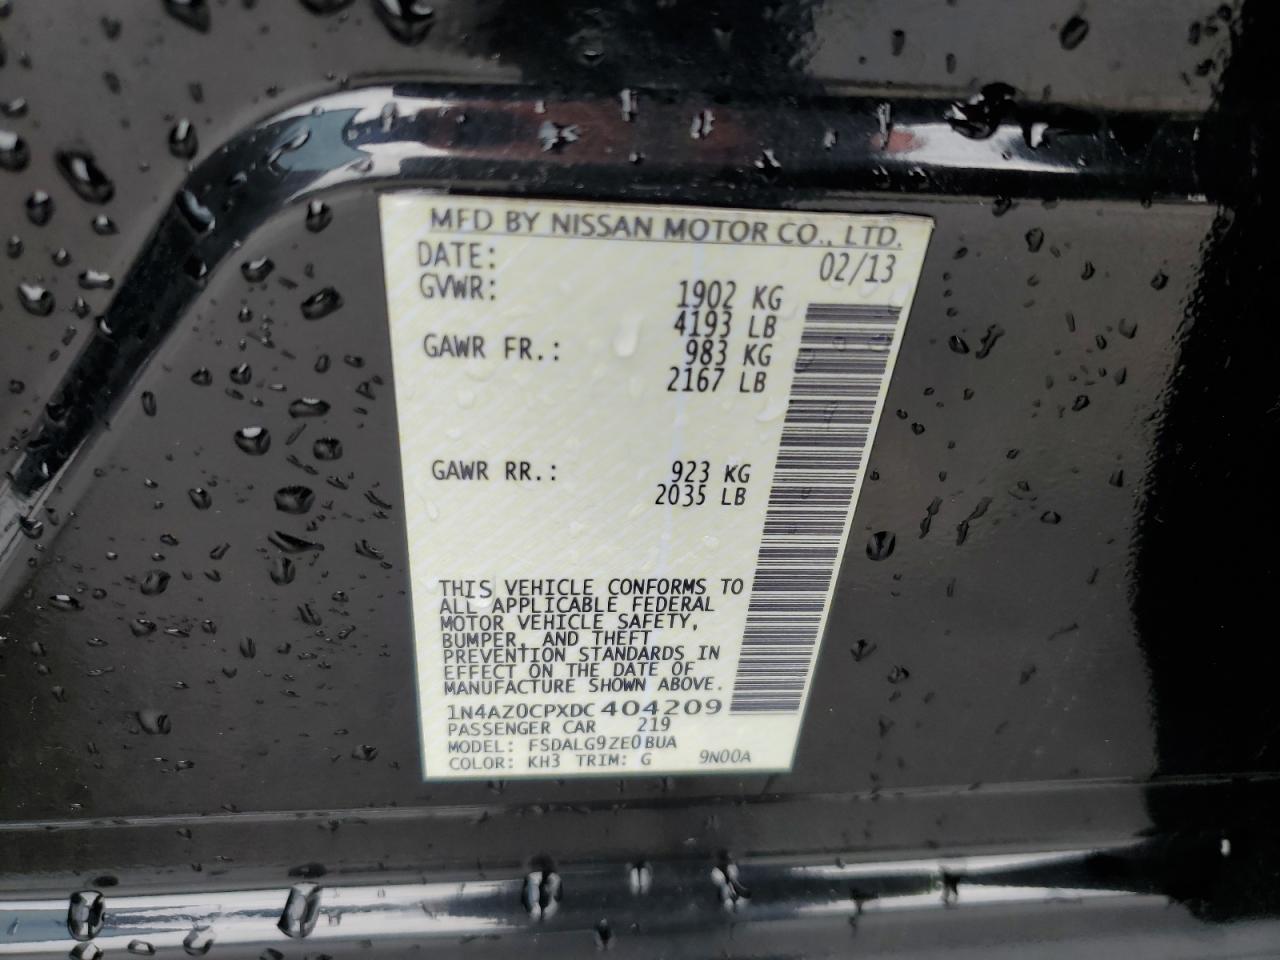 MFD BY NISSAN MOTOR CO., LTD.
DATE: 02/13
GVWR: 1902 KG
4193 LB
GAWR FR.: 983 KG
2167 LB
GAWR RR.: 923 KG
2035 LB
THIS VEHICLE CONFORMS TO
ALL APPLICABLE FEDERAL
MOTOR VEHICLE SAFETY,
BUMPER, AND THEFT
PREVENTION STANDARDS IN
EFFECT ON THE DATE OF
MANUFACTURE SHOWN ABOVE.
1N4AZ0CPXDC404209
PASSENGER CAR 219
MODEL: FSDALG9ZE0BUA
COLOR: KH3 TRIM: G 9N00A